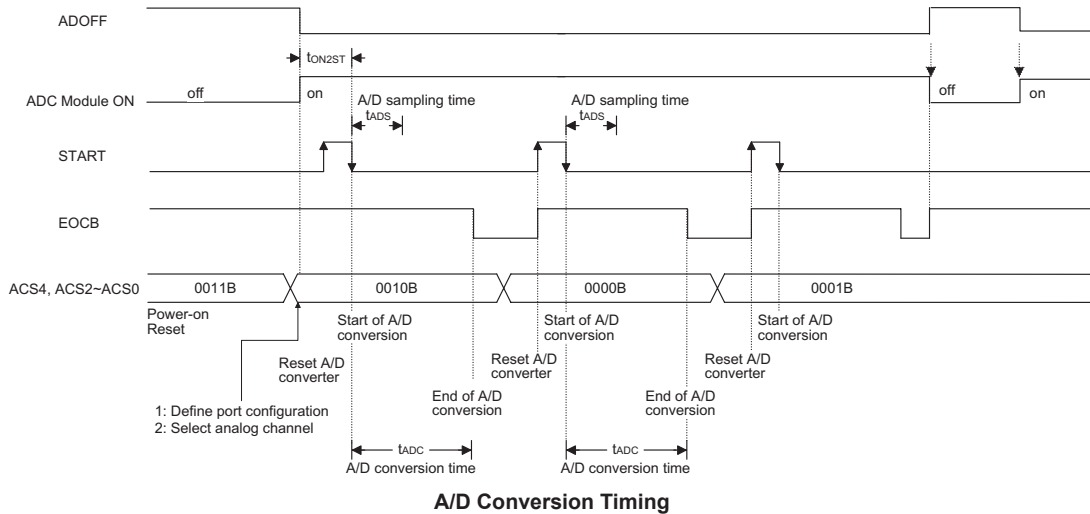 ADOFF
tON2ST
ADC Module ON
off
on
A/D sampling time
tADS
A/D sampling time
tADS
off
on
START
EOCB
ACS4, ACS2~ACS0
0011B
0010B
0000B
0001B
Power-on
Reset
Start of A/D
conversion
Start of A/D
conversion
Start of A/D
conversion
Reset A/D
converter
Reset A/D
converter
Reset A/D
converter
End of A/D
conversion
End of A/D
conversion
1: Define port configuration
2: Select analog channel
tADC
A/D conversion time
tADC
A/D conversion time
A/D Conversion Timing